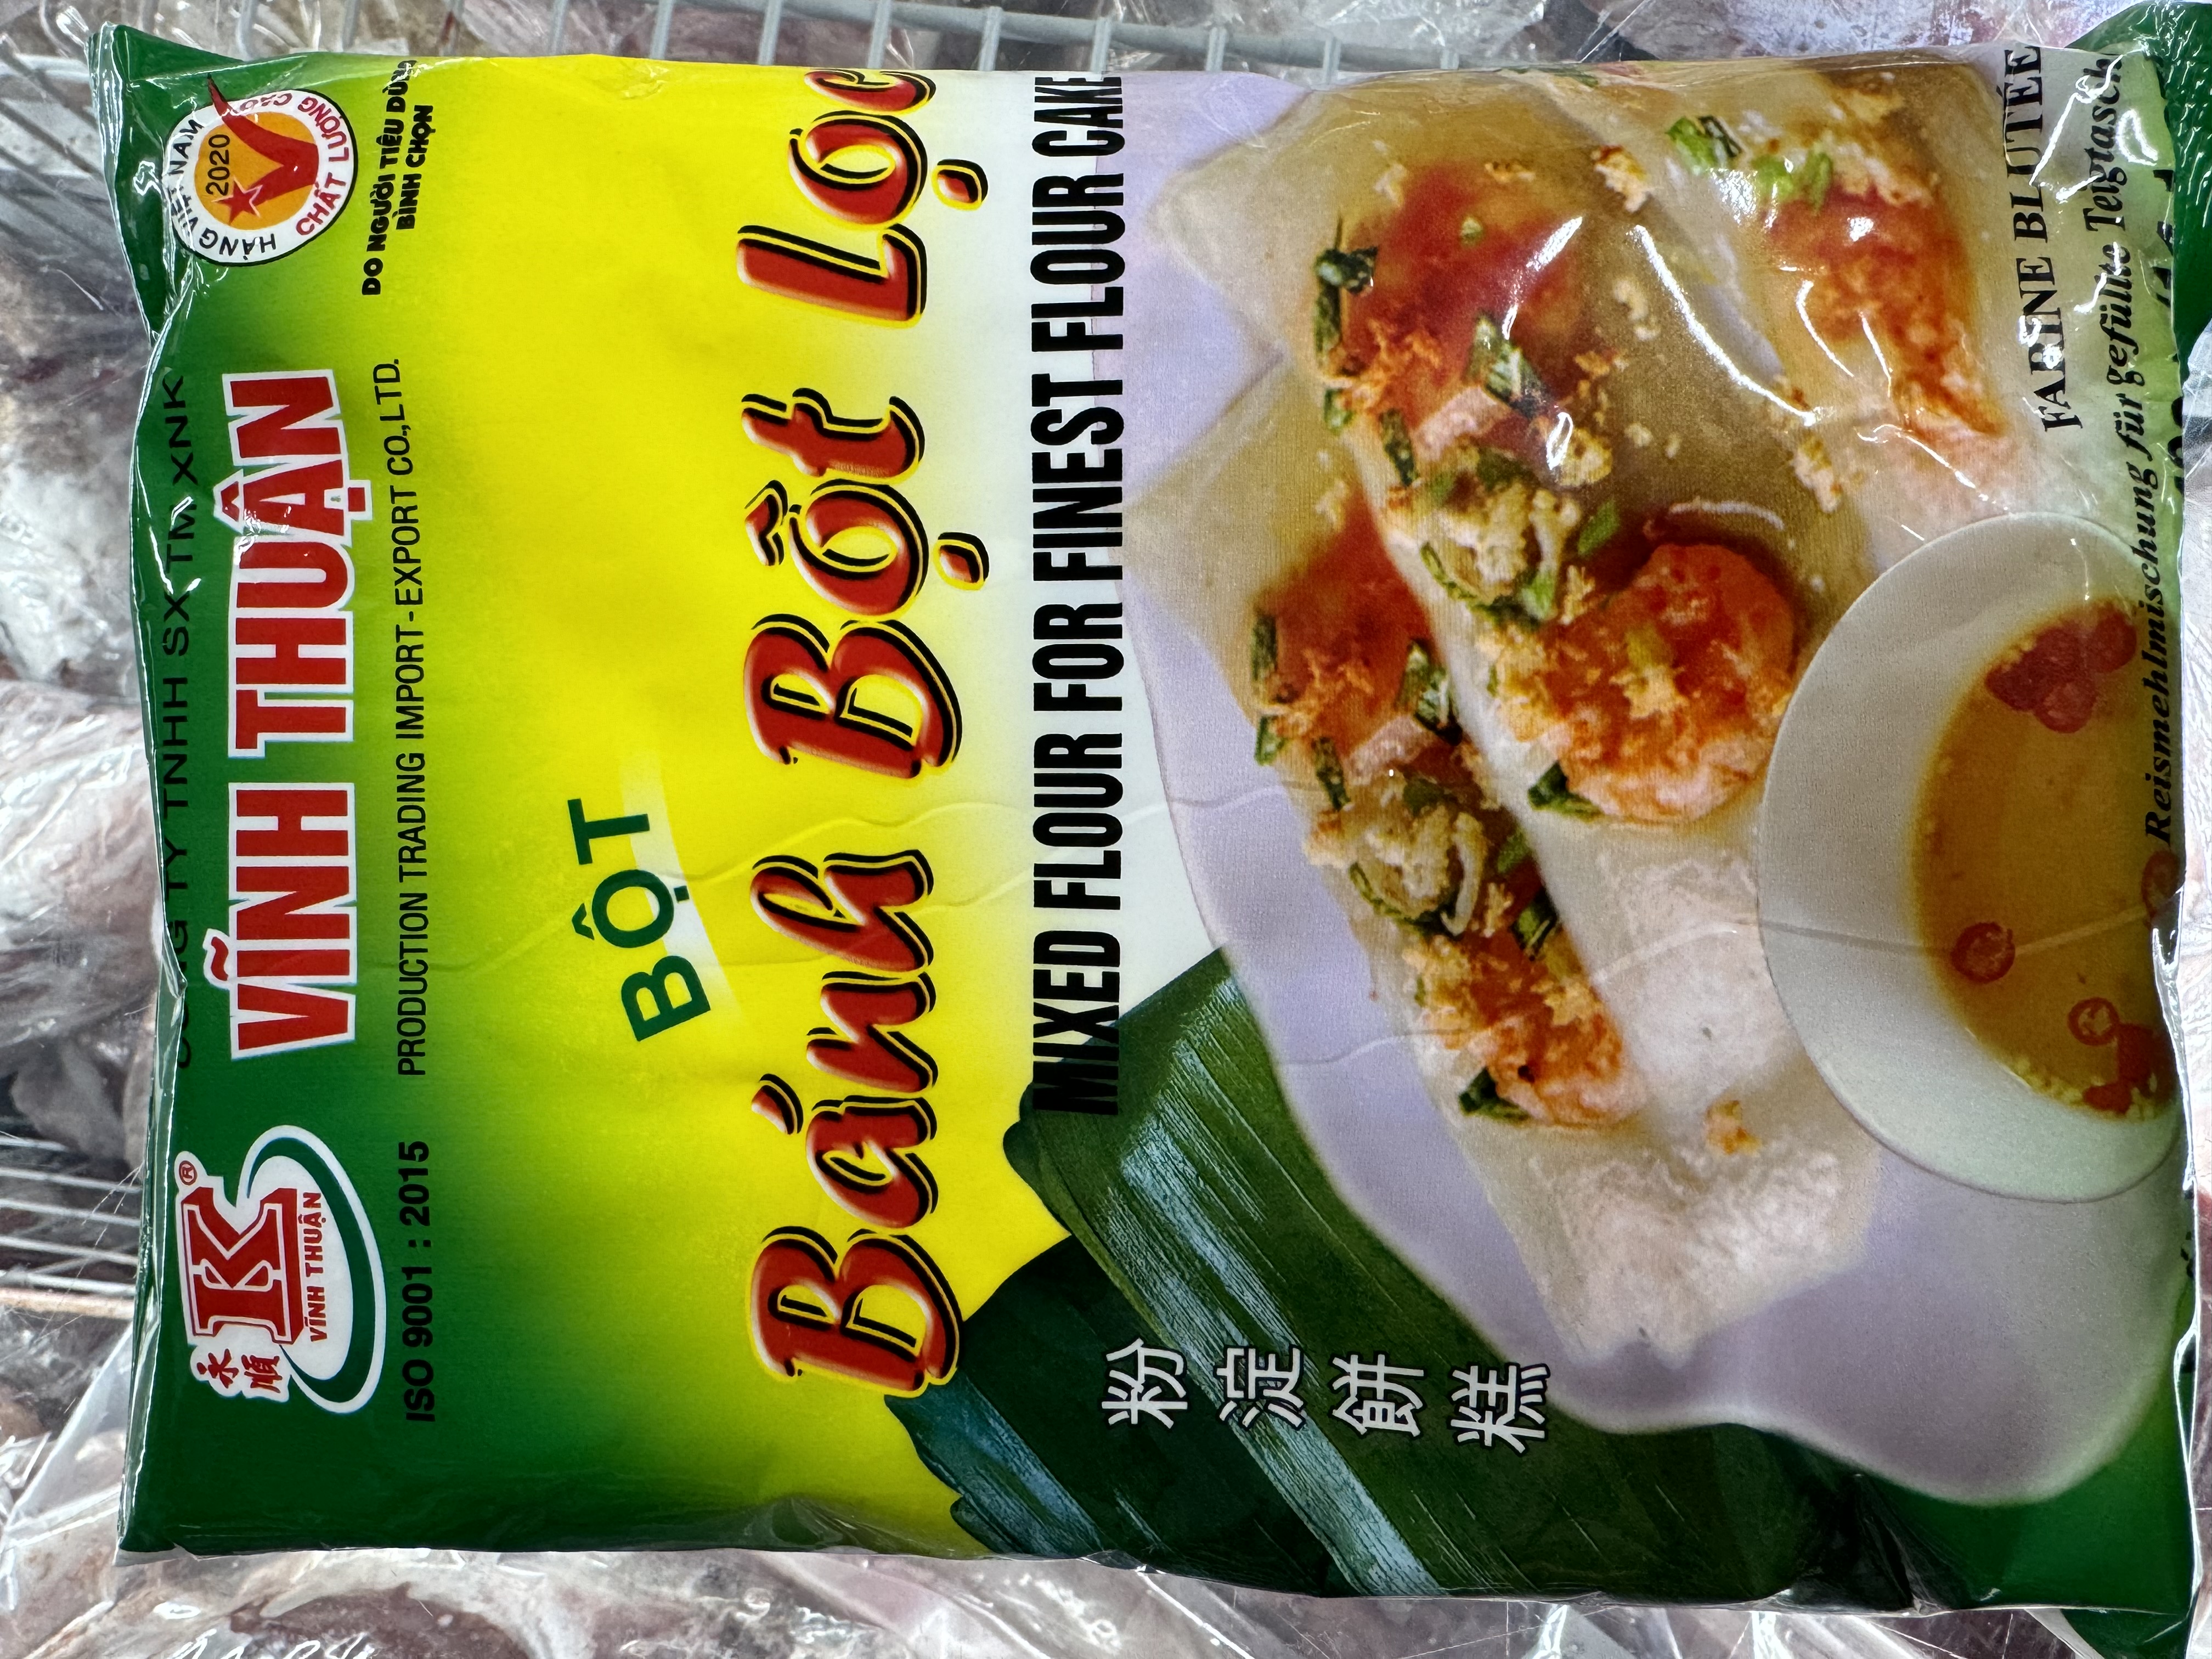 CÔNG TY TNHH SX TM XNK
HÀNG VIỆT NAM
CHẤT LƯỢNG CAO
2020
永順
K®
VĨNH THUẬN
VĨNH THUẬN
DO NGƯỜI TIÊU DÙNG
BÌNH CHỌN
ISO 9001 : 2015
PRODUCTION TRADING IMPORT-EXPORT CO.,LTD.
BỘT
Bánh Bột Lọc
MIXED FLOUR FOR FINEST FLOUR CAKE
粉
淀
餅
糕
FARINE BLUTÉE
Reismehlmischung für gefüllte Teigtasch